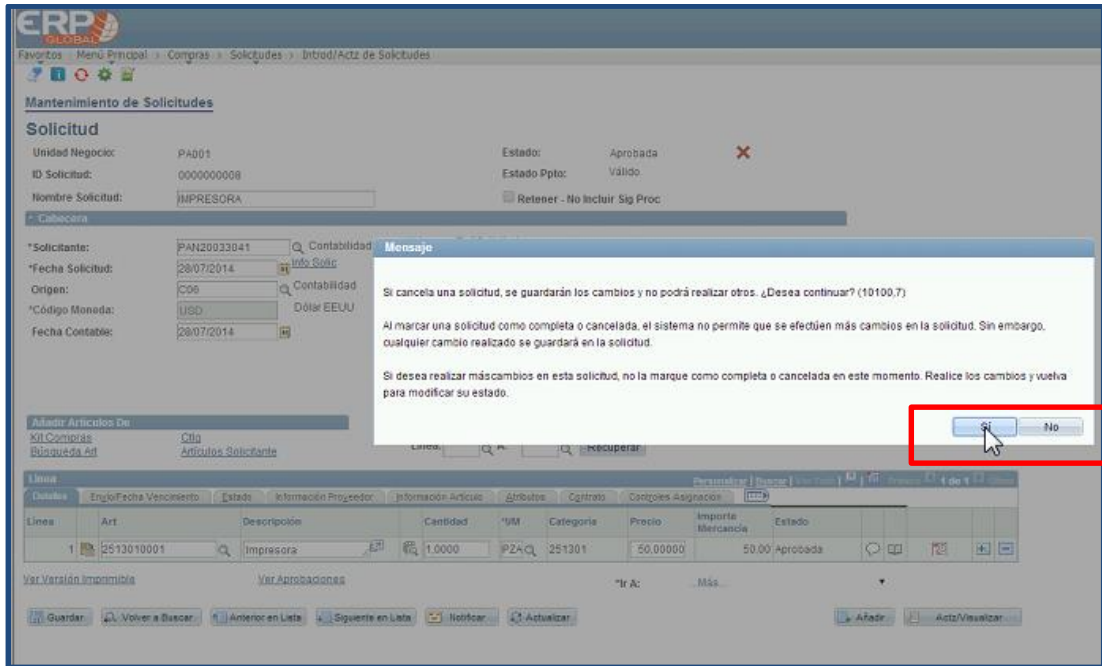 ERP
GLOBAL
Favoritos Menú Principal > Compras > Solicitudes > Introd/Actz de Solicitudes
Mantenimiento de Solicitudes
Solicitud
Unidad Negocio: PA001 Estado: Aprobada
ID Solicitud: 0000000008 Estado Ppto: Válido
Nombre Solicitud: IMPRESORA Retener - No Incluir Sig Proc
Cabecera
*Solicitante: PAN20033041 Contabilidad
*Fecha Solicitud: 28/07/2014 Info Solic
Origen: C06 Contabilidad
*Código Moneda: USD Dólar EEUU
Fecha Contable: 28/07/2014
Mensaje
Si cancela una solicitud, se guardarán los cambios y no podrá realizar otros. ¿Desea continuar? (10100,7)
Al marcar una solicitud como completa o cancelada, el sistema no permite que se efectúen más cambios en la solicitud. Sin embargo,
cualquier cambio realizado se guardará en la solicitud.
Si desea realizar máscambios en esta solicitud, no la marque como completa o cancelada en este momento. Realice los cambios y vuelva
para modificar su estado.
Sí No
Añadir Artículos De
Kit Compras Ctlg Línea: A: Recuperar
Búsqueda Art Artículos Solicitante
Línea Personalizar | Buscar | 1 de 1
Detalles Envío/Fecha Vencimiento Estado Información Proveedor Información Artículo Atributos Contrato Controles Asignación
Línea Art Descripción Cantidad *UM Categoría Precio Importe Mercancía Estado
1 2513010001 Impresora 1.0000 PZA 251301 50.00000 50.00 Aprobada
Ver Versión Imprimible Ver Aprobaciones *Ir A: ...Más...
Guardar Volver a Buscar Anterior en Lista Siguiente en Lista Notificar Actualizar Añadir Actz/Visualizar